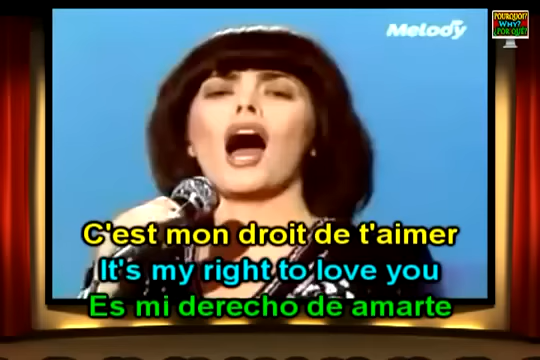 Melody
POURQUOI?
WHY?
¿POR QUÉ?
C'est mon droit de t'aimer
It's my right to love you
Es mi derecho de amarte